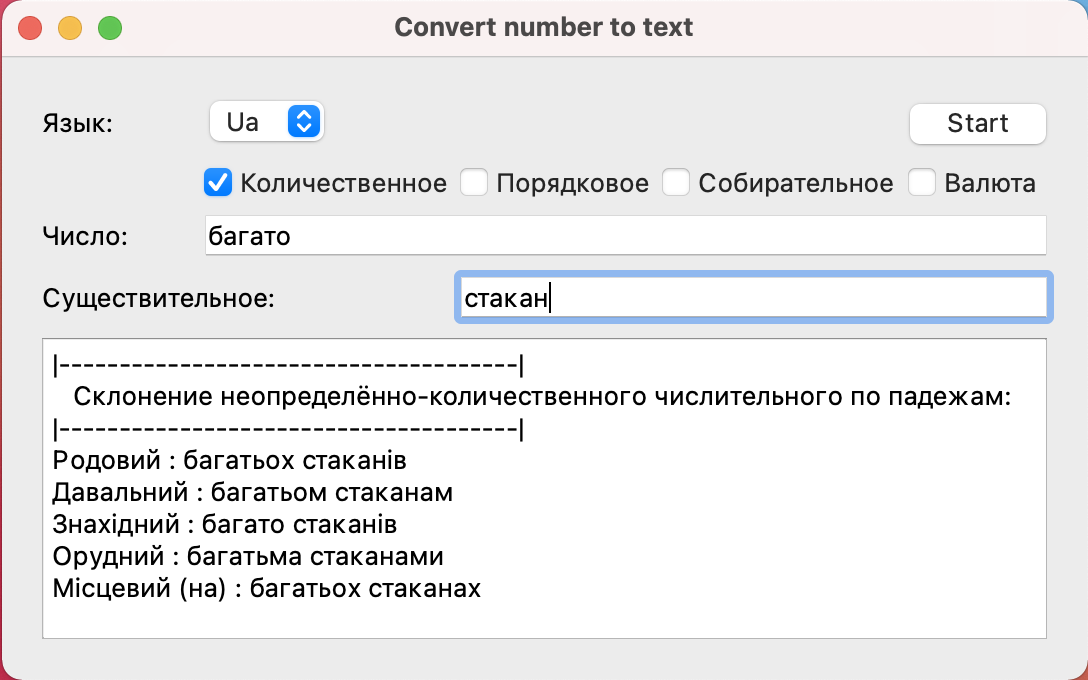 Convert number to text
Язык: Ua Start
Количественное Порядковое Собирательное Валюта
Число: багато
Существительное: стакан
|--------------------------------------|
Склонение неопределённо-количественного числительного по падежам:
|--------------------------------------|
Родовий : багатьох стаканів
Давальний : багатьом стаканам
Знахідний : багато стаканів
Орудний : багатьма стаканами
Місцевий (на) : багатьох стаканах